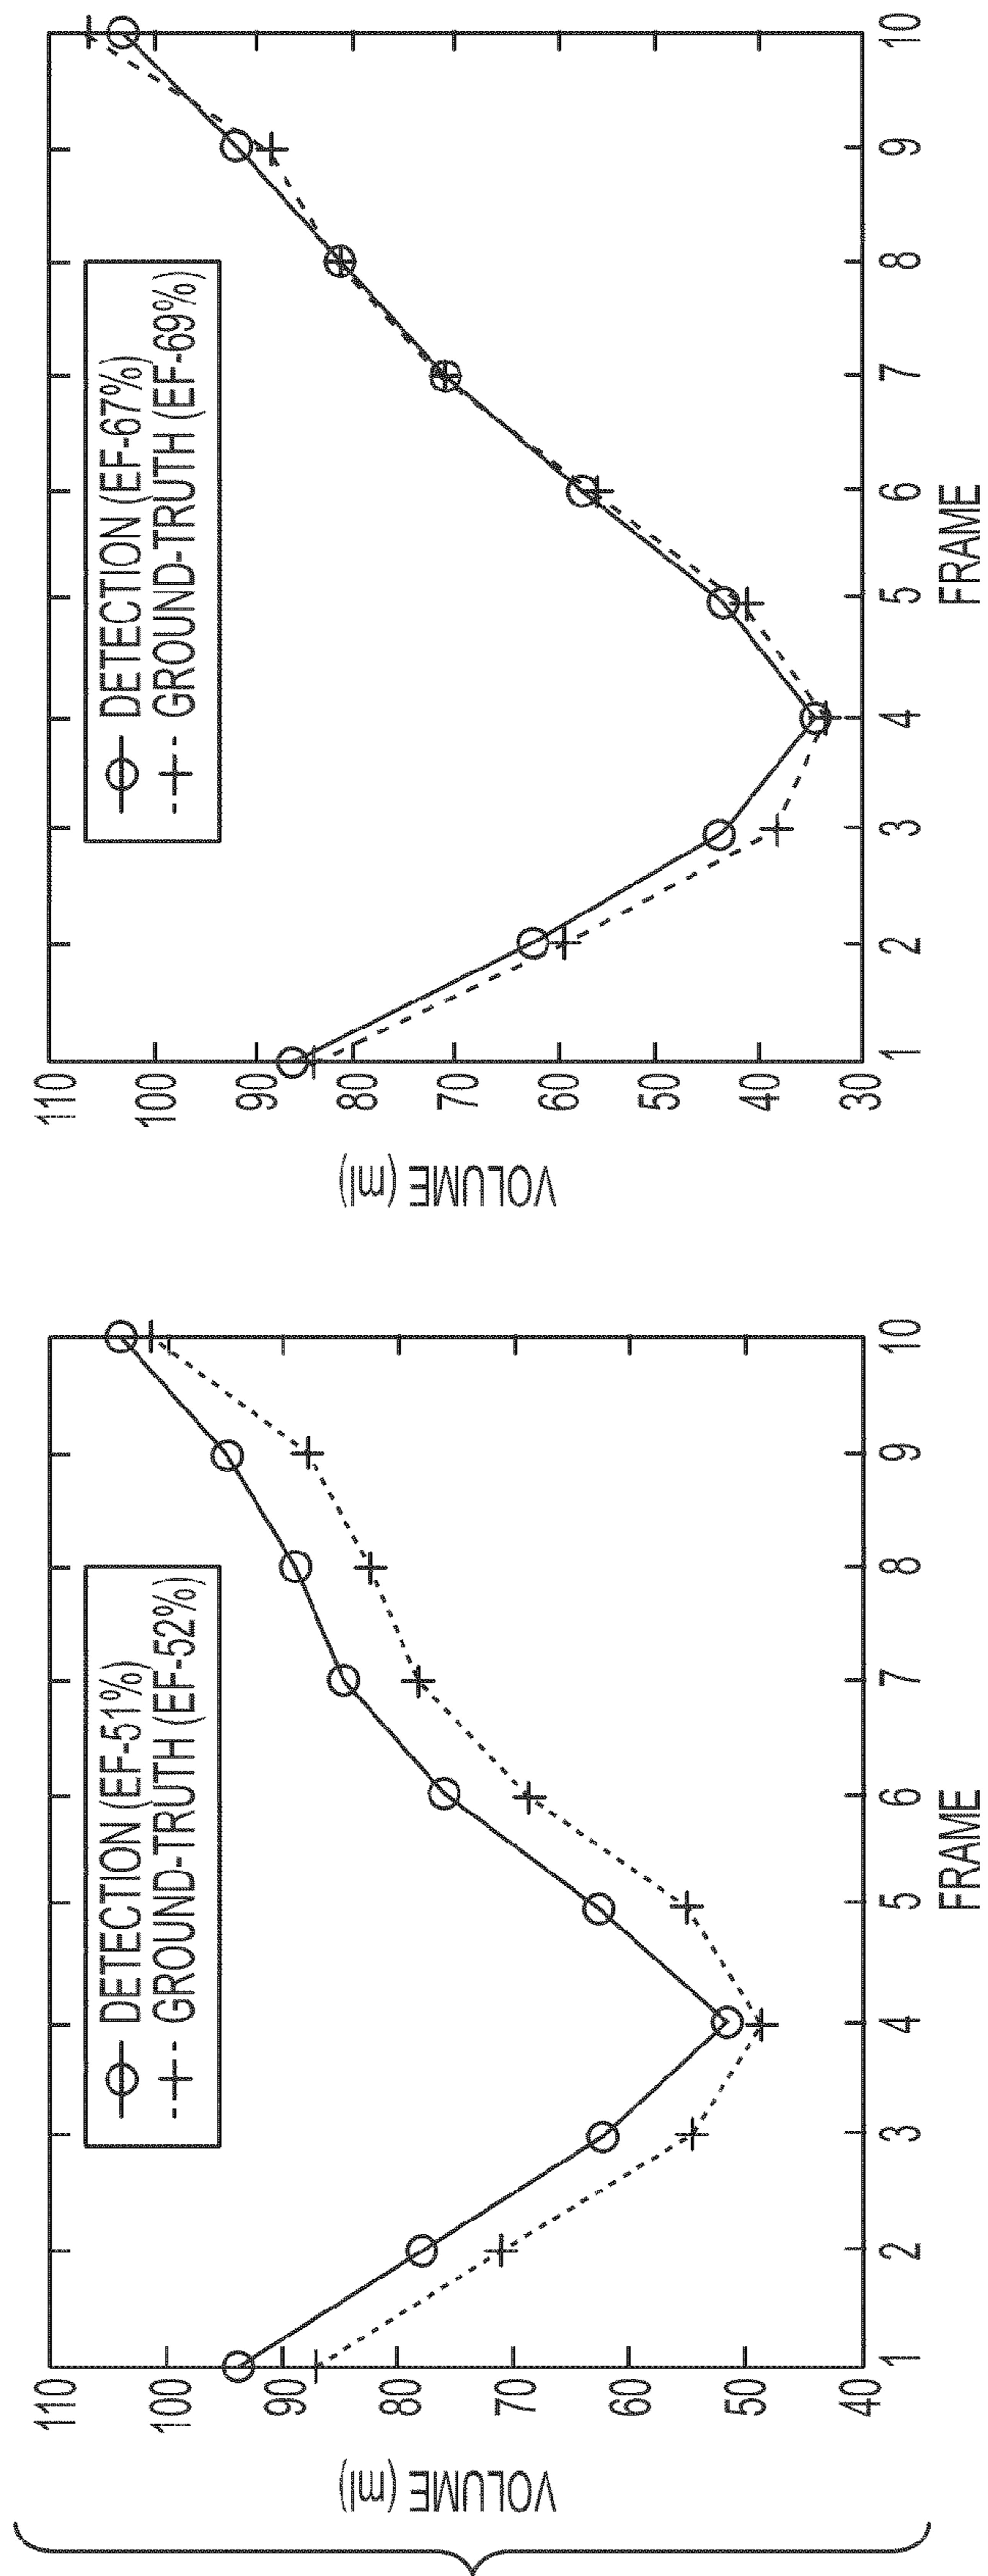 110
100
90
80
70
60
50
40
VOLUME (ml)
DETECTION (EF-51%)
GROUND-TRUTH (EF-52%)
1 2 3 4 5 6 7 8 9 10
FRAME
110
100
90
80
70
60
50
40
30
VOLUME (ml)
DETECTION (EF-67%)
GROUND-TRUTH (EF-69%)
1 2 3 4 5 6 7 8 9 10
FRAME